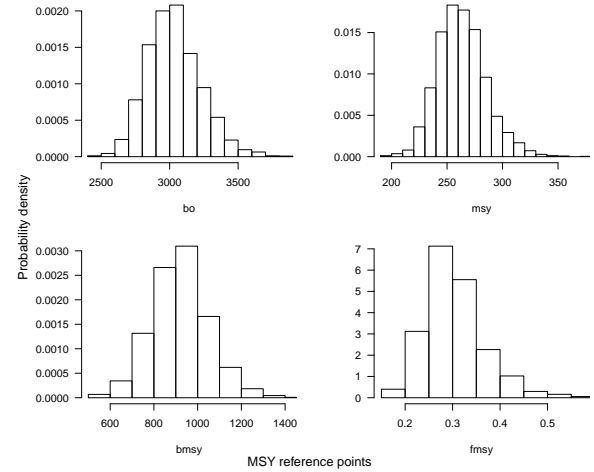 0.0020
0.0015
0.0010
0.0005
0.0000
2500 3000 3500
bo
0.015
0.010
0.005
0.000
200 250 300 350
msy
Probability density
0.0030
0.0025
0.0020
0.0015
0.0010
0.0005
0.0000
600 800 1000 1200 1400
bmsy
7
6
5
4
3
2
1
0
0.2 0.3 0.4 0.5
fmsy
MSY reference points